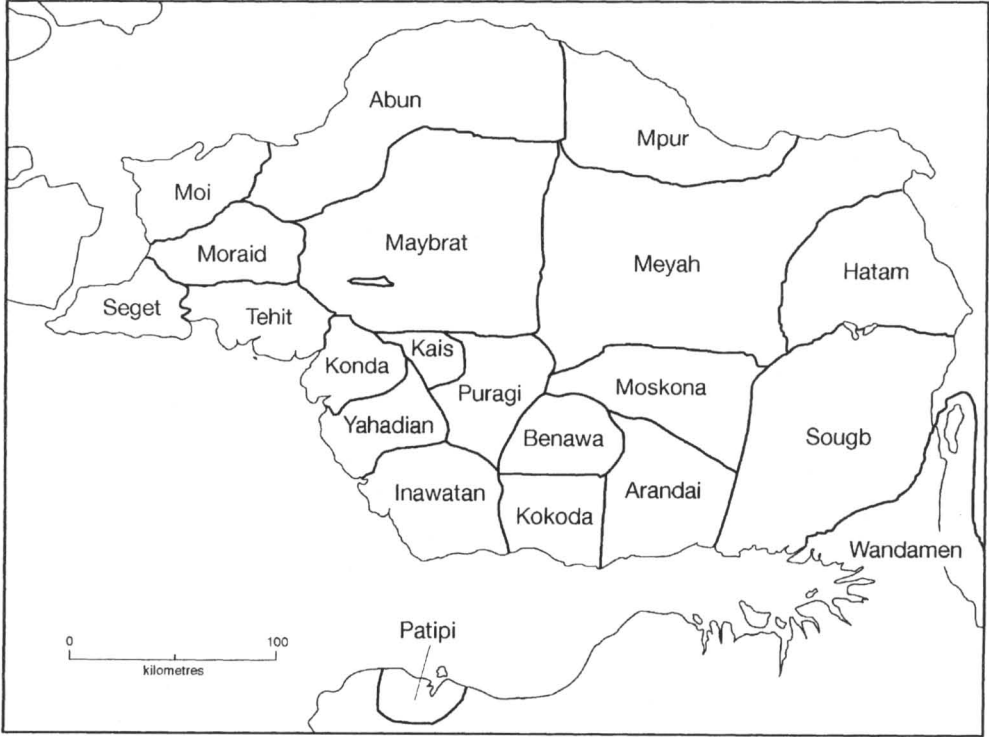 Abun
Mpur
Moi
Maybrat
Moraid
Meyah
Hatam
Seget
Tehit
Kais
Konda
Moskona
Puragi
Yahadian
Benawa
Sougb
Inawatan
Arandai
Kokoda
Wandamen
Patipi
0 100
kilometres